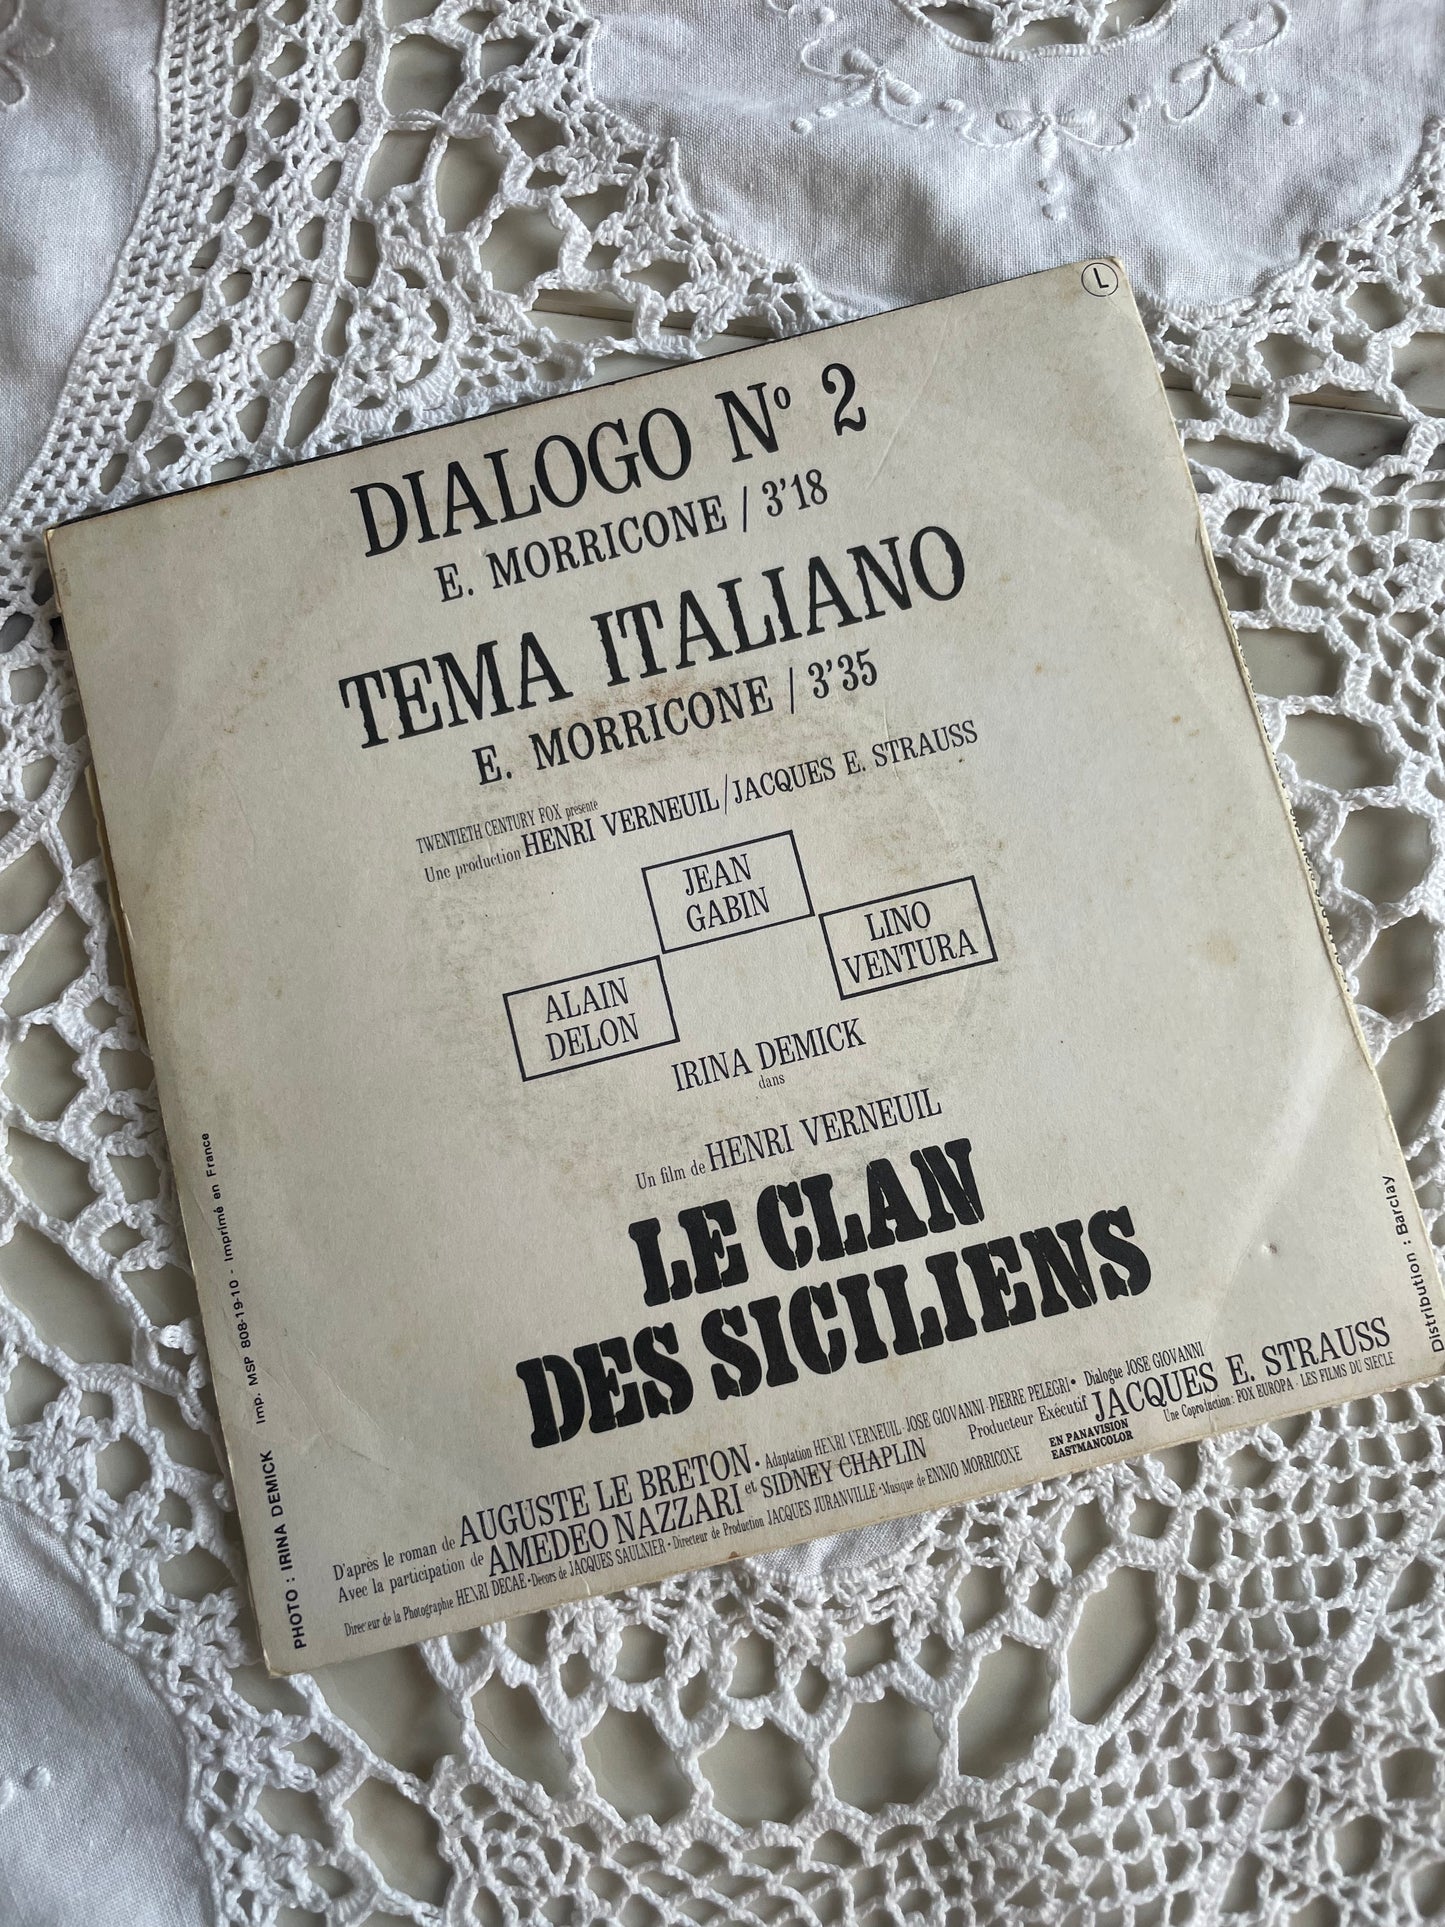 L
DIALOGO Nº 2
E. MORRICONE / 3'18
TEMA ITALIANO
E. MORRICONE / 3'35
TWENTIETH CENTURY FOX présente
Une production HENRI VERNEUIL/JACQUES E. STRAUSS
JEAN
GABIN
LINO
VENTURA
ALAIN
DELON
IRINA DEMICK
dans
Un film de HENRI VERNEUIL
LE CLAN
DES SICILIENS
D'après le roman de AUGUSTE LE BRETON • Adaptation HENRI VERNEUIL - JOSE GIOVANNI - PIERRE PELEGRI • Dialogue JOSE GIOVANNI
Avec la participation de AMEDEO NAZZARI et SIDNEY CHAPLIN Producteur Exécutif JACQUES E. STRAUSS
Directeur de la Photographie HENRI DECAE • Decors de JACQUES SAULNIER • Directeur de Production JACQUES JURANVILLE • Musique de ENNIO MORRICONE
EN PANAVISION
EASTMANCOLOR
Une Coproduction : FOX EUROPA - LES FILMS DU SIECLE
PHOTO : IRINA DEMICK Imp. MSP 808-19-10 - Imprimé en France
Distribution : Barclay